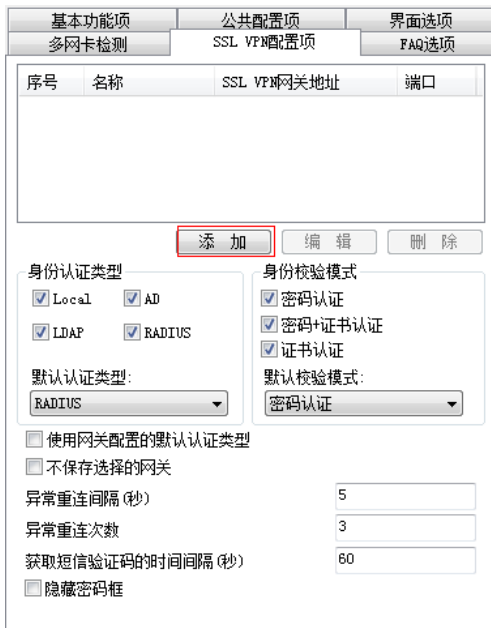 基本功能项 公共配置项 界面选项
多网卡检测 SSL VPN配置项 FAQ选项
序号 名称 SSL VPN网关地址 端口
添 加 编 辑 删 除
身份认证类型 身份校验模式
Local AD 密码认证
LDAP RADIUS 密码+证书认证
证书认证
默认认证类型: 默认校验模式:
RADIUS 密码认证
使用网关配置的默认认证类型
不保存选择的网关
异常重连间隔(秒) 5
异常重连次数 3
获取短信验证码的时间间隔(秒) 60
隐藏密码框